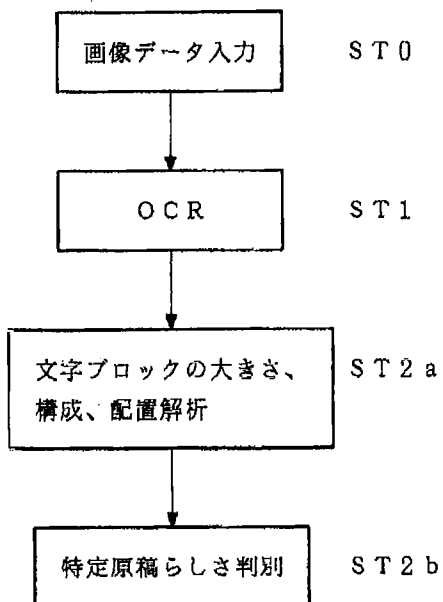 画像データ入力 ST0
OCR ST1
文字ブロックの大きさ、 ST2a
構成、配置解析
特定原稿らしさ判別 ST2b